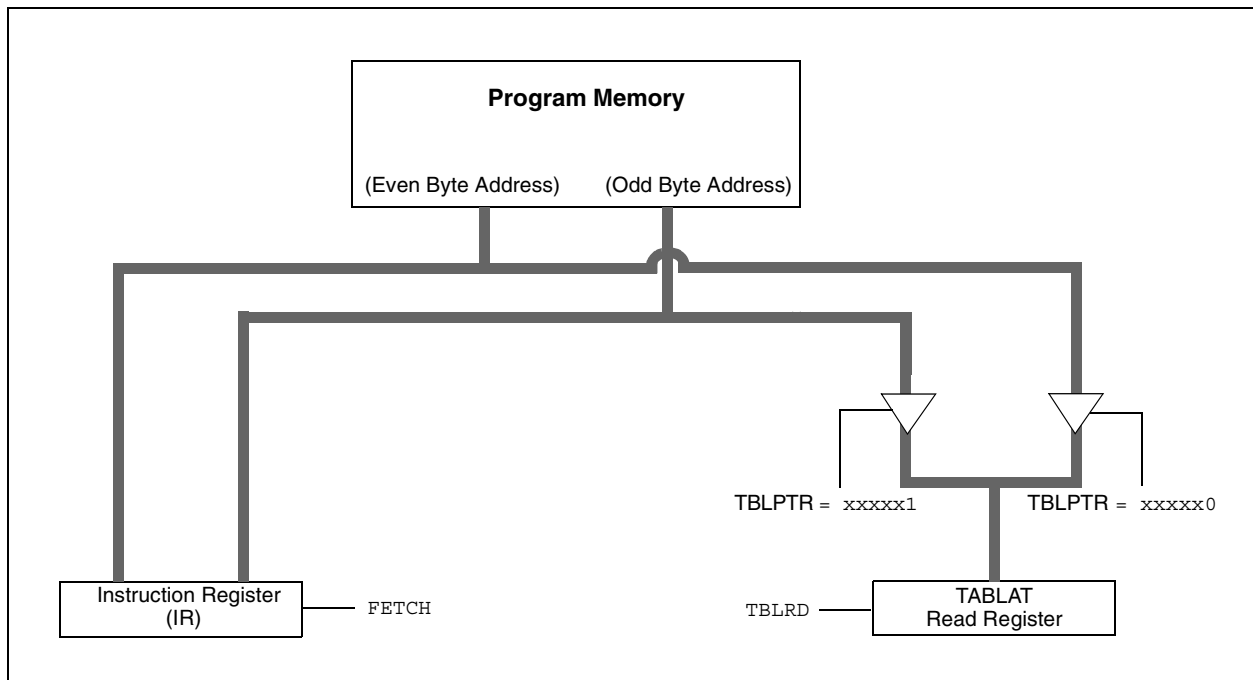 Program Memory
(Even Byte Address) (Odd Byte Address)
TBLPTR = xxxxx1
TBLPTR = xxxxx0
Instruction Register
(IR)
FETCH
TBLRD
TABLAT
Read Register